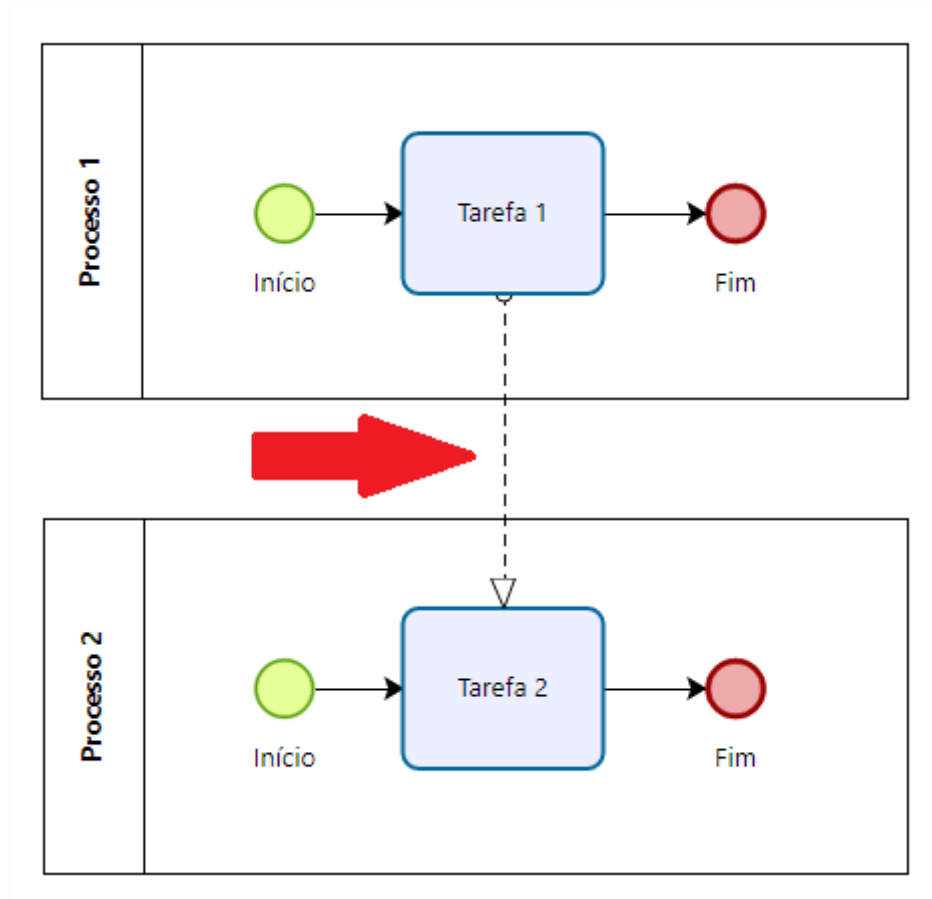 Processo 1
Tarefa 1
Início
Fim
Processo 2
Tarefa 2
Início
Fim